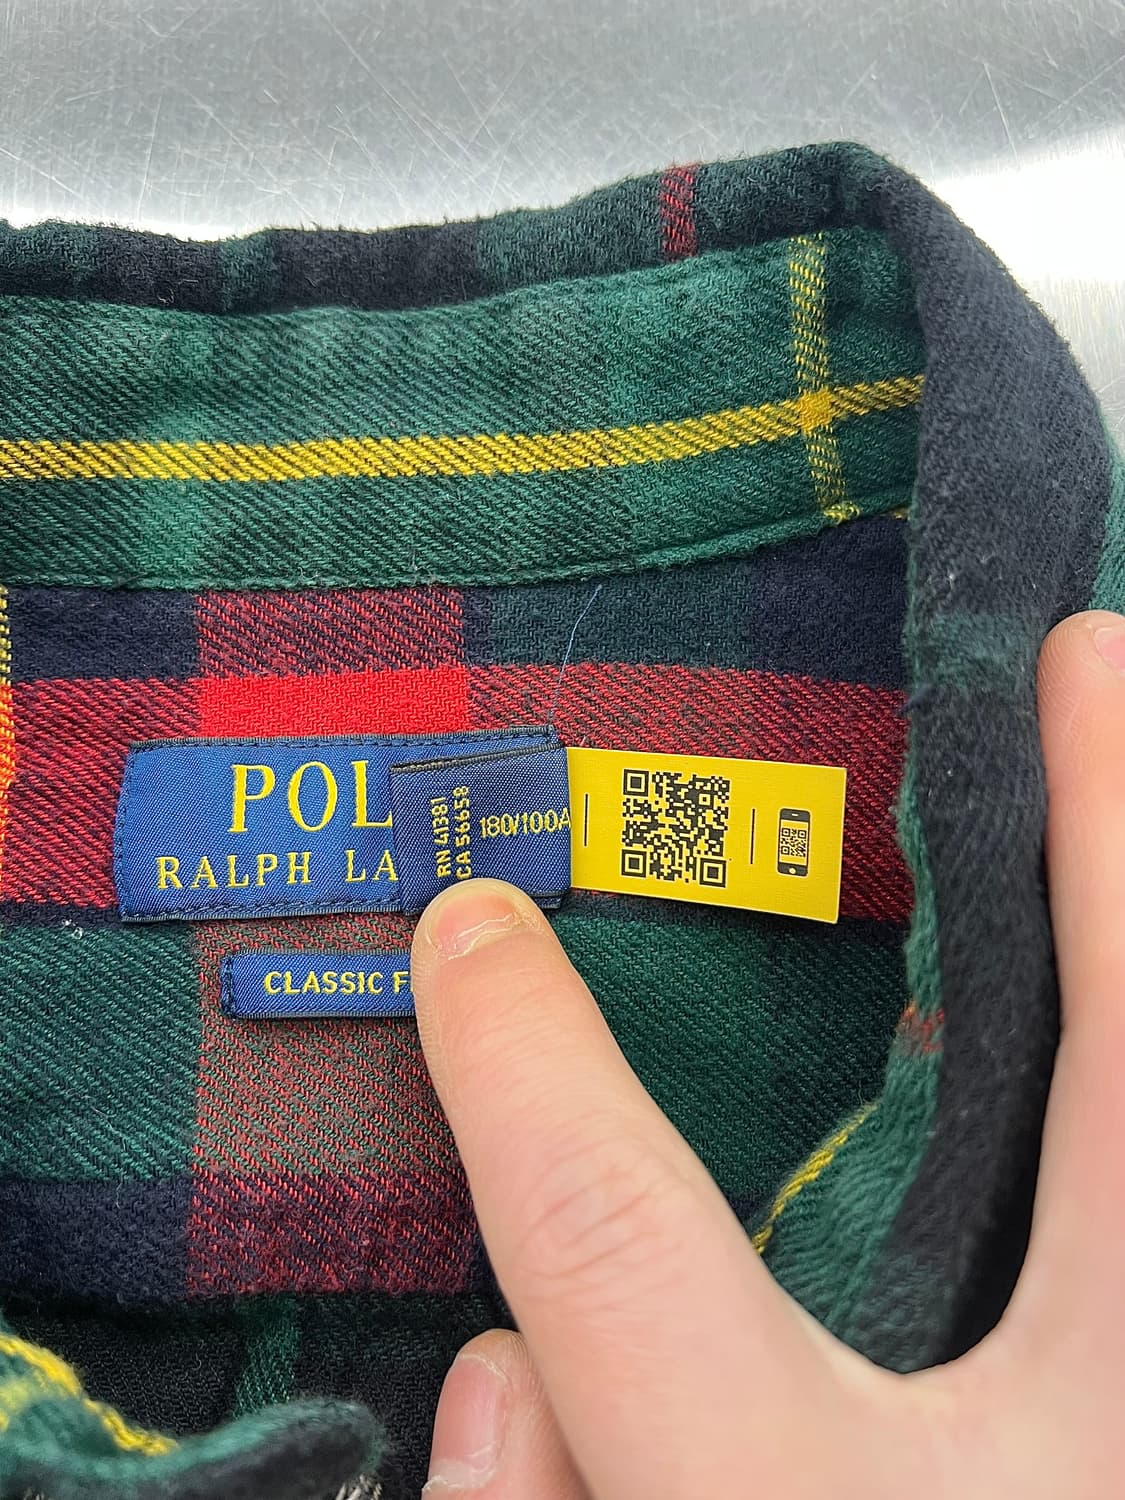 POL
RALPH LA
RN 41381
CA 56658
180/100A
CLASSIC F